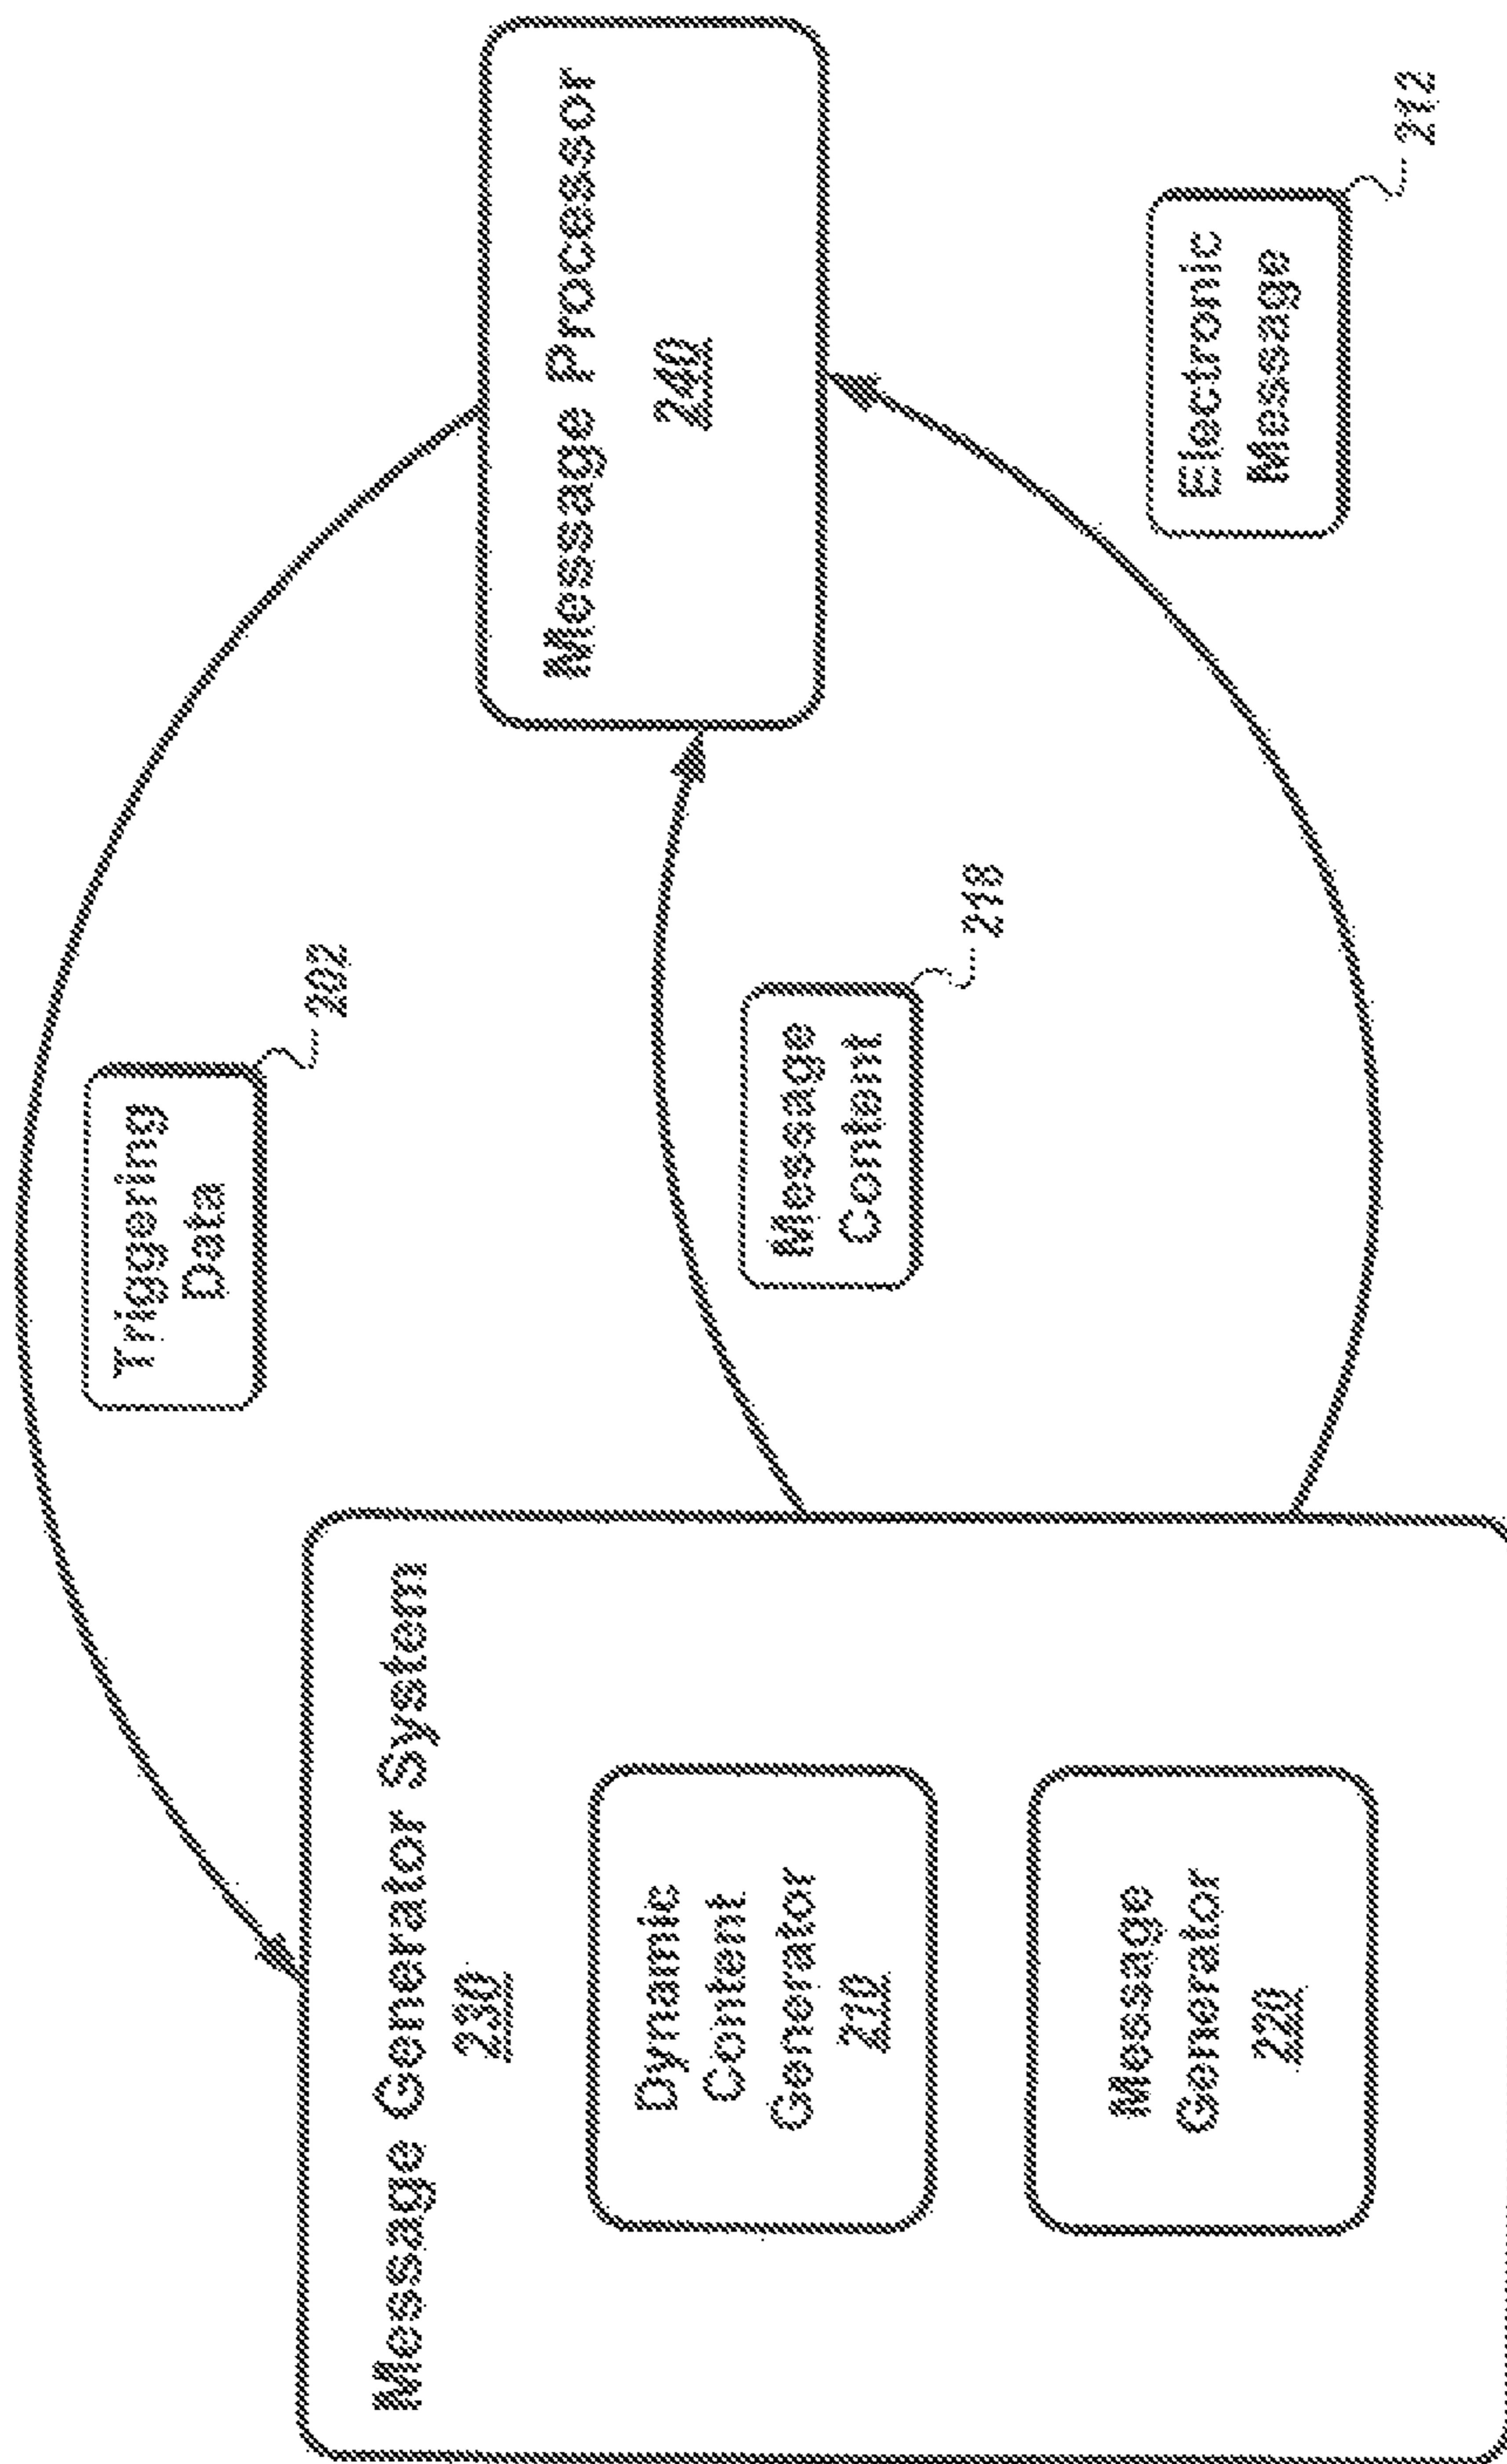 Triggering
Data
202
Message Generator System
230
Message Processor
240
Dynamic
Content
Generator
210
Message
Content
218
Message
Generator
220
Electronic
Message
212